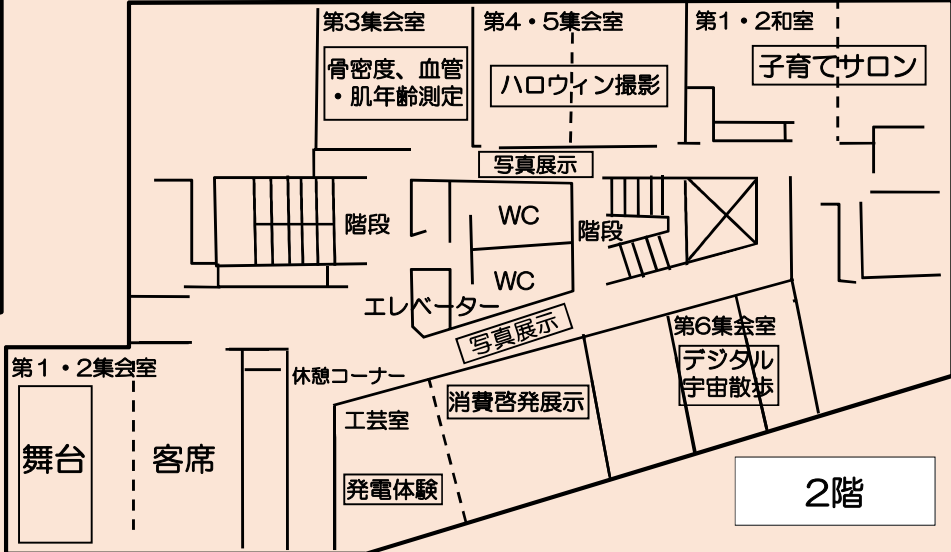 第3集会室
第4・5集会室
第1・2和室
骨密度、血管
・肌年齢測定
ハロウィン撮影
子育てサロン
写真展示
階段
WC
階段
WC
エレベーター
写真展示
第6集会室
デジタル
宇宙散歩
第1・2集会室
休憩コーナー
消費啓発展示
工芸室
舞台
客席
発電体験
2階